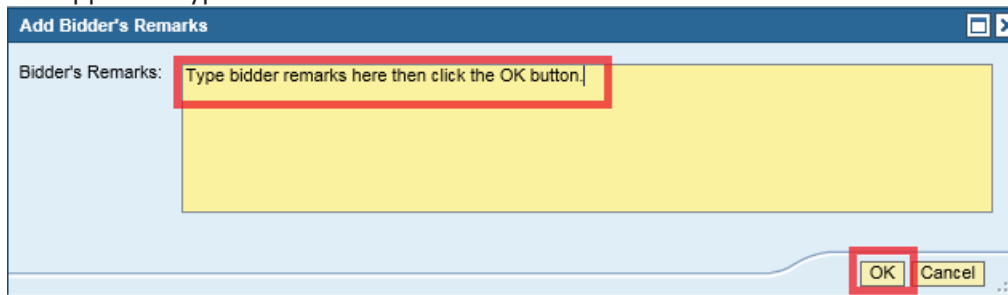 Add Bidder's Remarks
Bidder's Remarks:
Type bidder remarks here then click the OK button.
OK Cancel